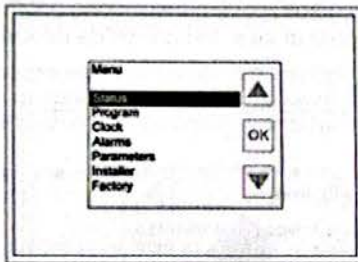 Menu
Status
Program
Clock
Alarms
Parameters
Installer
Factory
OK